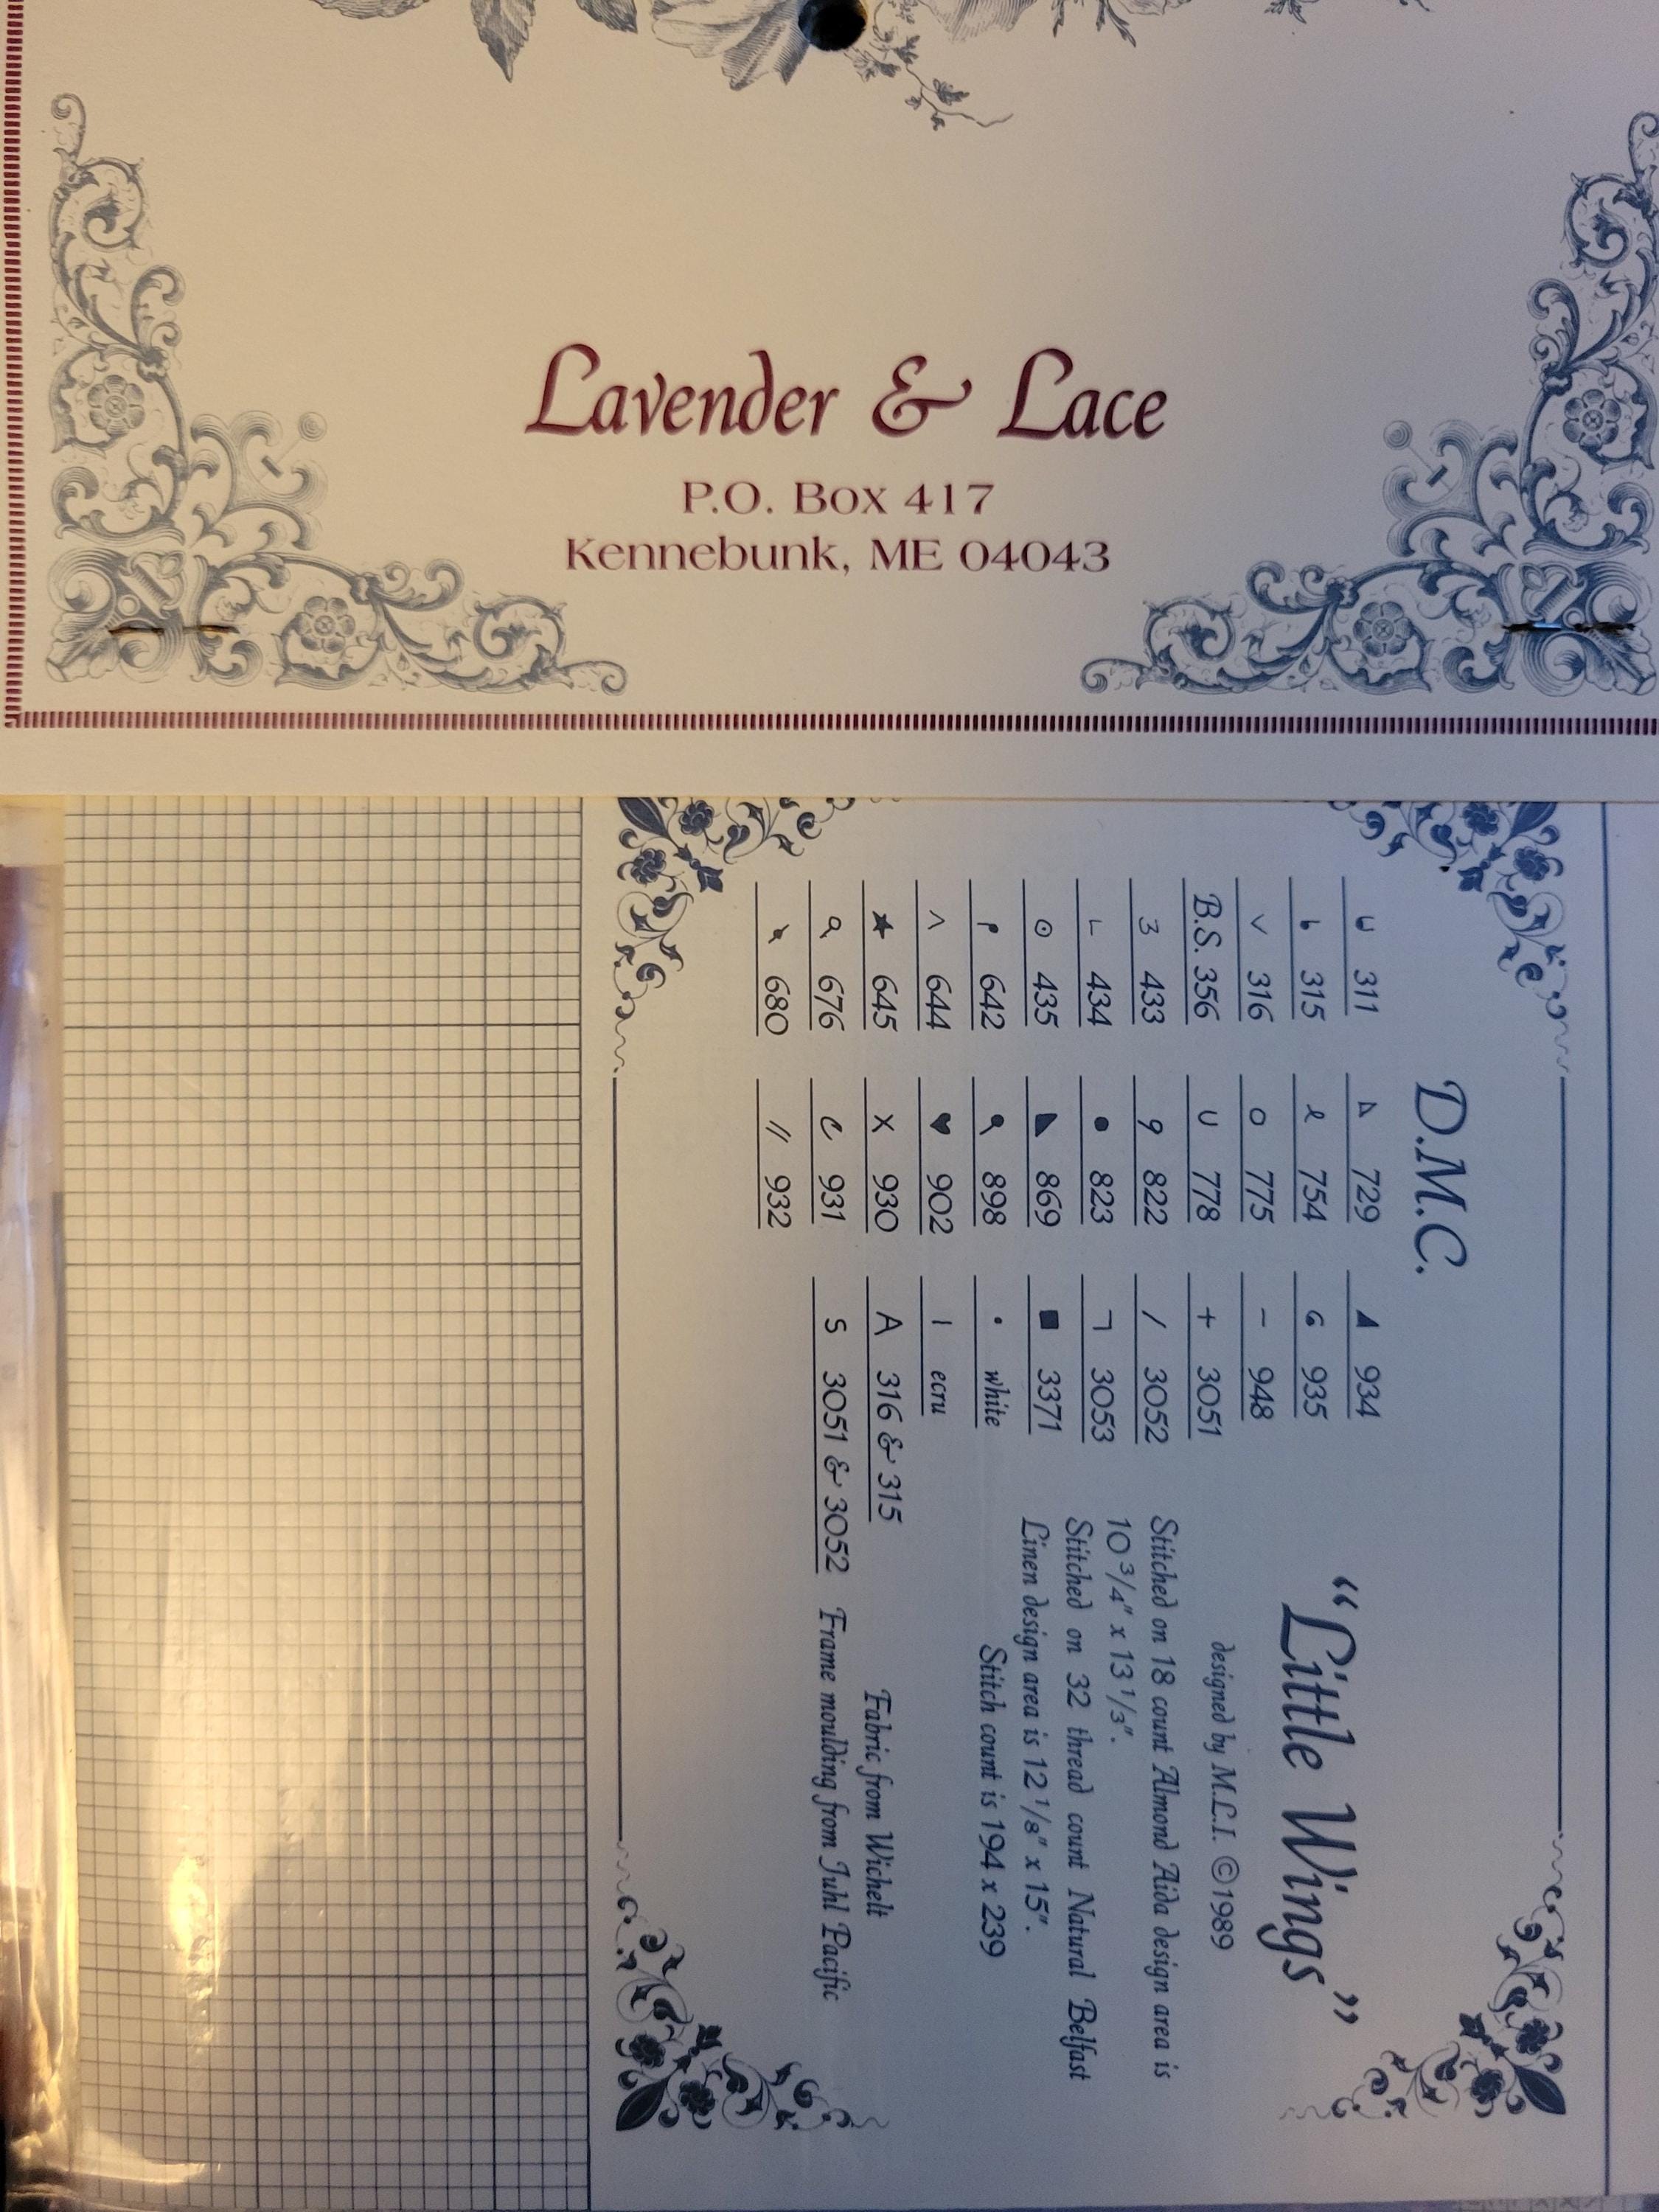 Lavender & Lace
P.O. Box 417
Kennebunk, ME 04043
D.M.C.
311
315
316
B.S. 356
3 433
434
435
642
644
★ 645
676
680
729
754
o 775
778
9 822
● 823
869
898
♥ 902
X 930
931
// 932
934
935
- 948
+ 3051
/ 3052
3053
■ 3371
• white
ı ecru
A 316 & 315
S 3051 & 3052
“Little Wings”
designed by M.L.I. ©1989
Stitched on 18 count Almond Aida design area is
10 3/4" x 13 1/3".
Stitched on 32 thread count Natural Belfast
Linen design area is 12 1/8" x 15".
Stitch count is 194 x 239
Fabric from Wichelt
Frame moulding from Juhl Pacific